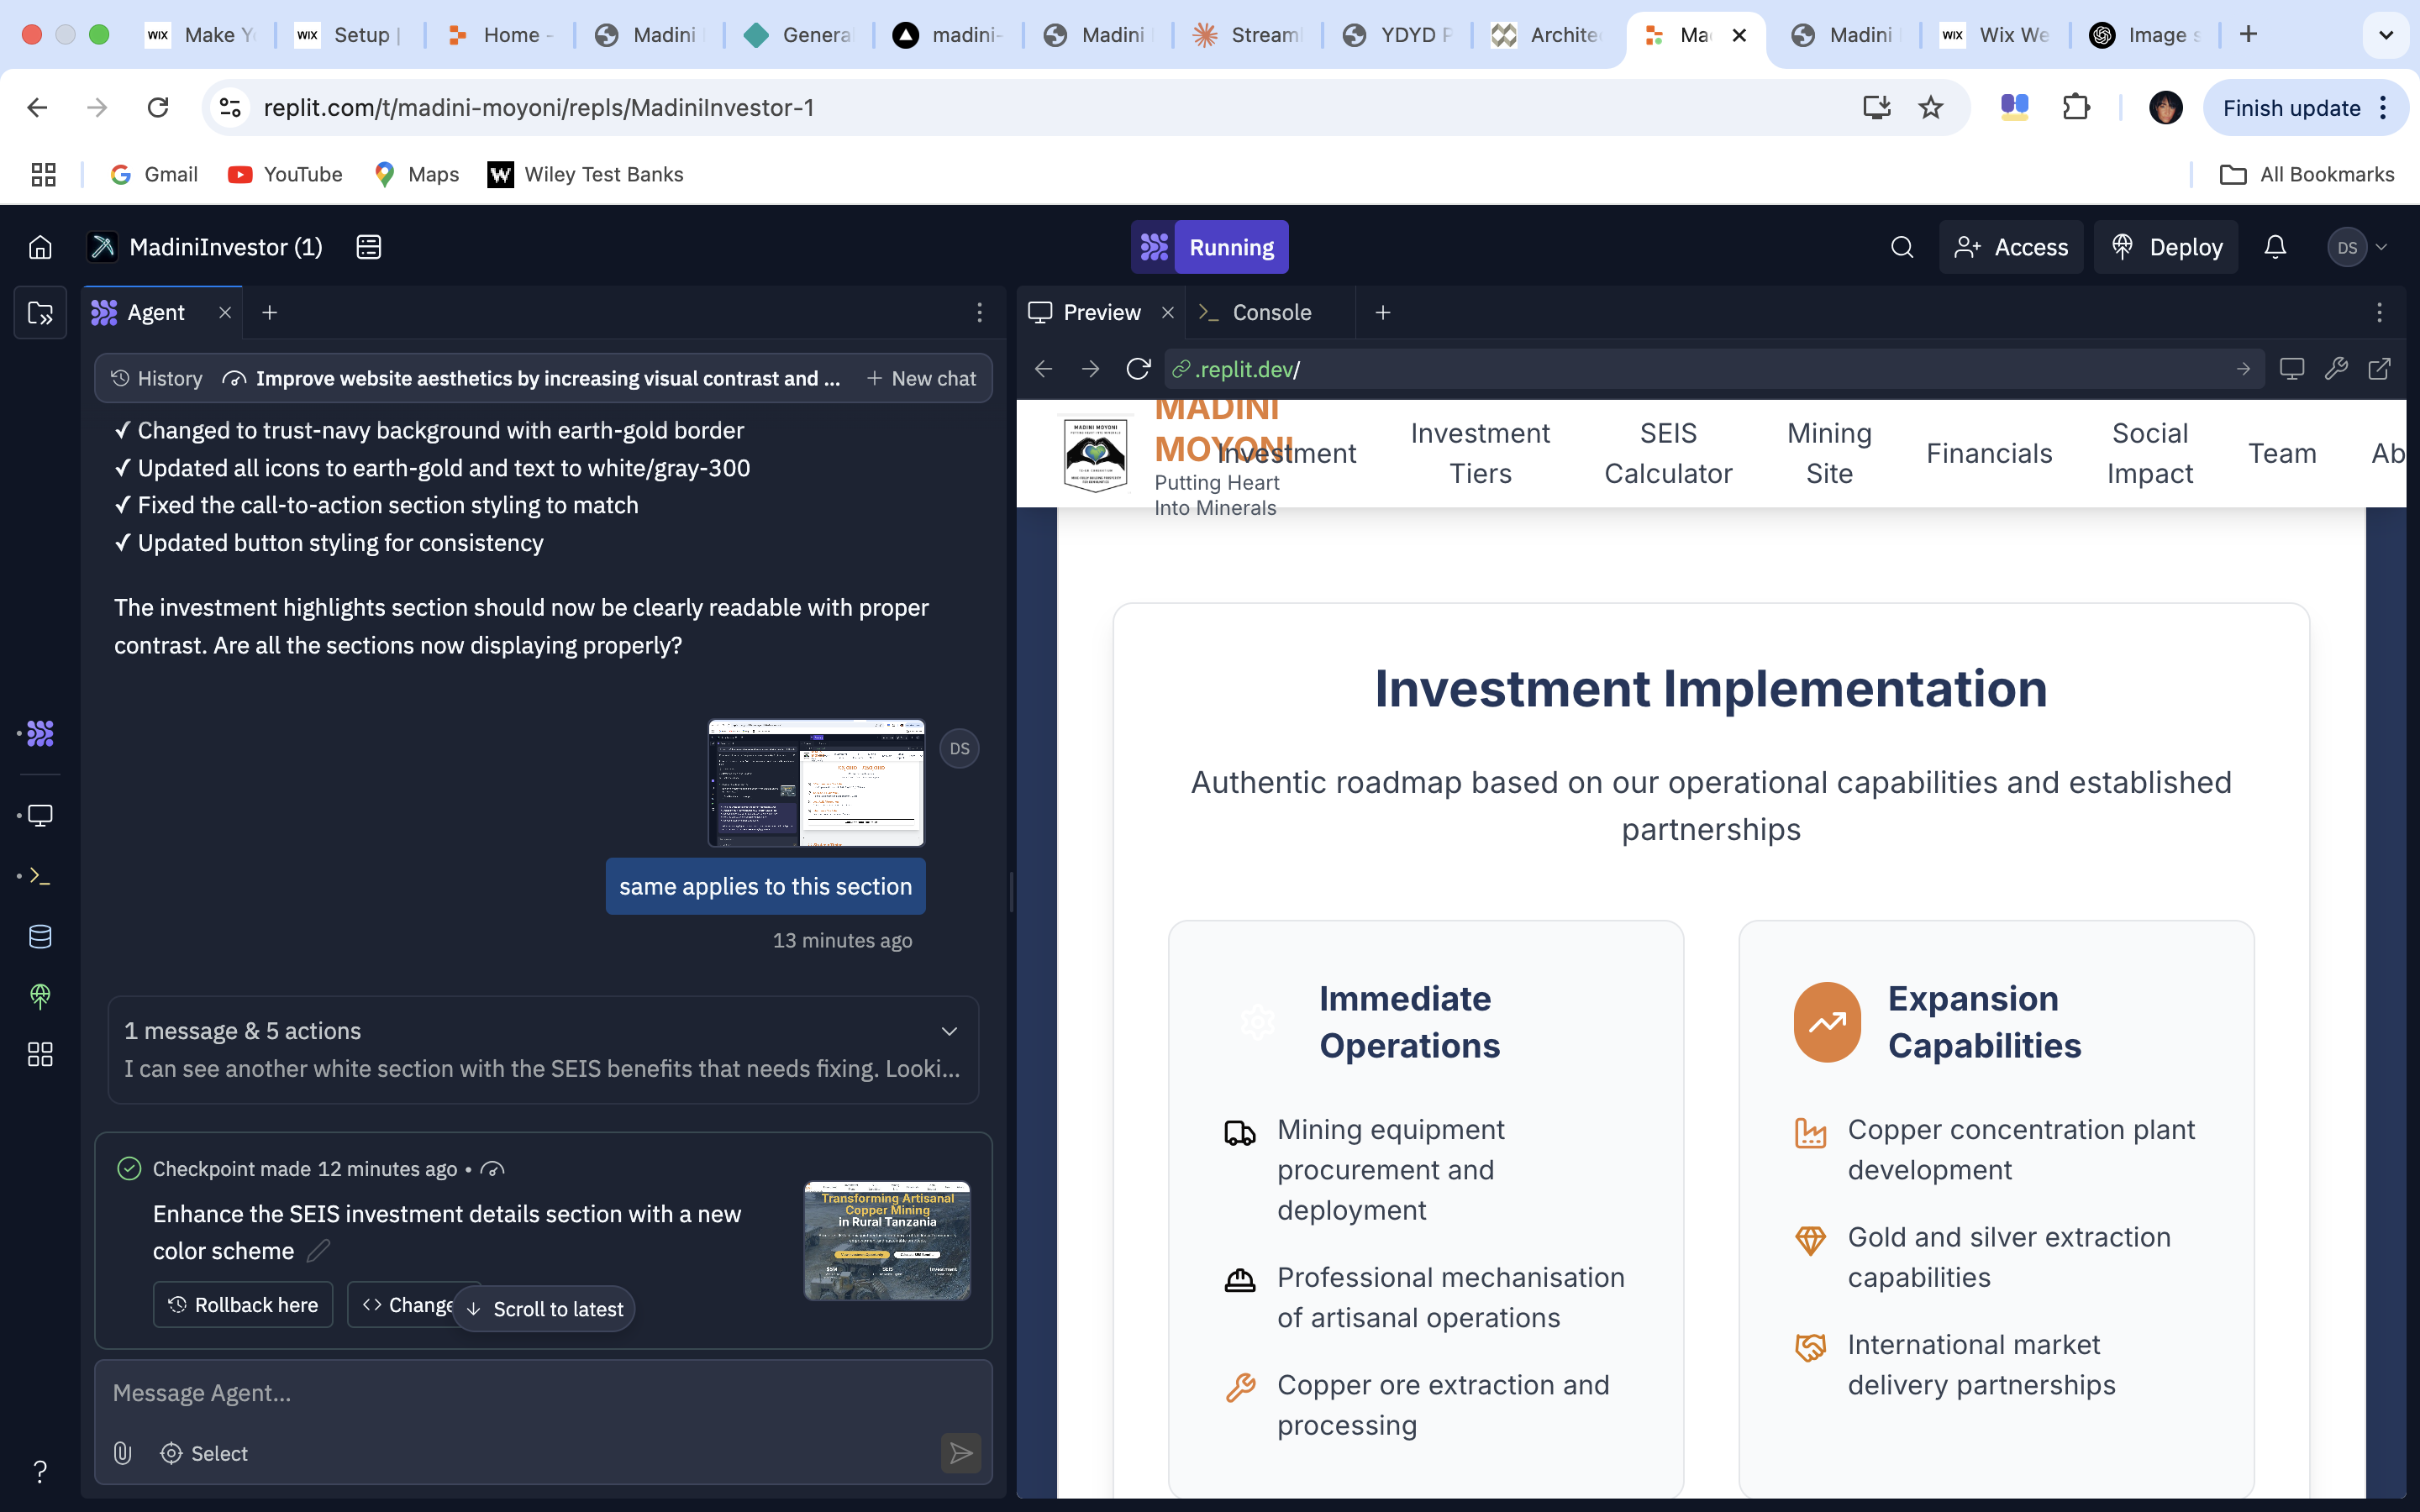 WIX Make Y
WIX Setup |
Home -
Madini
Genera
madini-
Madini
Stream
YDYD P
Archite
Ma
Madini
WIX Wix We
Image s
replit.com/t/madini-moyoni/repls/MadiniInvestor-1
Finish update
Gmail
YouTube
Maps
W Wiley Test Banks
All Bookmarks
MadiniInvestor (1)
Running
Access
Deploy
DS
Agent
History
Improve website aesthetics by increasing visual contrast and ...
New chat
✓ Changed to trust-navy background with earth-gold border
✓ Updated all icons to earth-gold and text to white/gray-300
✓ Fixed the call-to-action section styling to match
✓ Updated button styling for consistency
The investment highlights section should now be clearly readable with proper
contrast. Are all the sections now displaying properly?
DS
same applies to this section
13 minutes ago
1 message & 5 actions
I can see another white section with the SEIS benefits that needs fixing. Looki...
Checkpoint made 12 minutes ago •
Enhance the SEIS investment details section with a new
color scheme
Transforming Artisanal
Copper Mining
in Rural Tanzania
Rollback here
Change
Scroll to latest
Message Agent...
Select
Preview
Console
.replit.dev/
MADINI MOYONI
MADINI
MOYONI
Putting Heart
Into Minerals
Investment
Investment
Tiers
SEIS
Calculator
Mining
Site
Financials
Social
Impact
Team
Ab
Investment Implementation
Authentic roadmap based on our operational capabilities and established
partnerships
Immediate
Operations
Mining equipment
procurement and
deployment
Professional mechanisation
of artisanal operations
Copper ore extraction and
processing
Expansion
Capabilities
Copper concentration plant
development
Gold and silver extraction
capabilities
International market
delivery partnerships